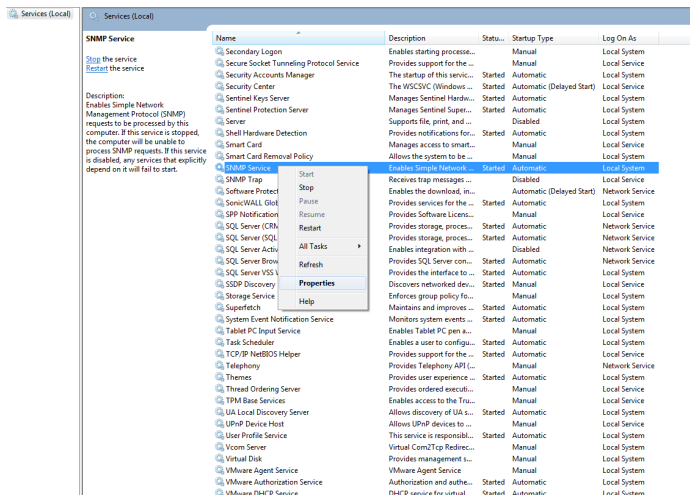 Services (Local)
Services (Local)
SNMP Service
Stop the service
Restart the service
Description:
Enables Simple Network
Management Protocol (SNMP)
requests to be processed by this
computer. If this service is stopped,
the computer will be unable to
process SNMP requests. If this service
is disabled, any services that explicitly
depend on it will fail to start.
Name Description Statu... Startup Type Log On As
Secondary Logon Enables starting processe... Manual Local System
Secure Socket Tunneling Protocol Service Provides support for the ... Manual Local Service
Security Accounts Manager The startup of this servic... Started Automatic Local System
Security Center The WSCSVC (Windows ... Started Automatic (Delayed Start) Local Service
Sentinel Keys Server Manages Sentinel Hardw... Started Automatic Local System
Sentinel Protection Server Manages Sentinel Super... Started Automatic Local System
Server Supports file, print, and ... Disabled Local System
Shell Hardware Detection Provides notifications for... Started Automatic Local System
Smart Card Manages access to smart... Manual Local Service
Smart Card Removal Policy Allows the system to be ... Manual Local System
SNMP Service Enables Simple Network ... Started Automatic Local System
SNMP Trap Receives trap messages ... Disabled Local Service
Software Protect Enables the download, in... Automatic (Delayed Start) Network Service
SonicWALL Glob Provides services for the ... Started Automatic Local System
SPP Notification Provides Software Licens... Manual Local Service
SQL Server (CRM Provides storage, proces... Started Automatic Network Service
SQL Server (SQL Provides storage, proces... Started Automatic Network Service
SQL Server Activ Enables integration with ... Disabled Network Service
SQL Server Brow Provides SQL Server con... Started Automatic Local System
SQL Server VSS Provides the interface to ... Started Automatic Local System
SSDP Discovery Discovers networked dev... Started Manual Local Service
Storage Service Enforces group policy fo... Manual Local System
Superfetch Maintains and improves ... Started Automatic Local System
System Event Notification Service Monitors system events ... Started Automatic Local System
Tablet PC Input Service Enables Tablet PC pen a... Manual Local System
Task Scheduler Enables a user to configu... Started Automatic Local System
TCP/IP NetBIOS Helper Provides support for the ... Started Automatic Local Service
Telephony Provides Telephony API (... Manual Network Service
Themes Provides user experience ... Started Automatic Local System
Thread Ordering Server Provides ordered executi... Manual Local Service
TPM Base Services Enables access to the Tru... Manual Local Service
UA Local Discovery Server Allows discovery of UA s... Started Automatic Local System
UPnP Device Host Allows UPnP devices to ... Manual Local Service
User Profile Service This service is responsibl... Started Automatic Local System
Vcom Server Virtual Com2Tcp Redirec... Manual Local System
Virtual Disk Provides management s... Manual Local System
VMware Agent Service VMware Agent Service Manual Local System
VMware Authorization Service Authorization and authe... Started Automatic Local System
VMware DHCP Service DHCP service for virtual Started Automatic Local System
Start
Stop
Pause
Resume
Restart
All Tasks
Refresh
Properties
Help